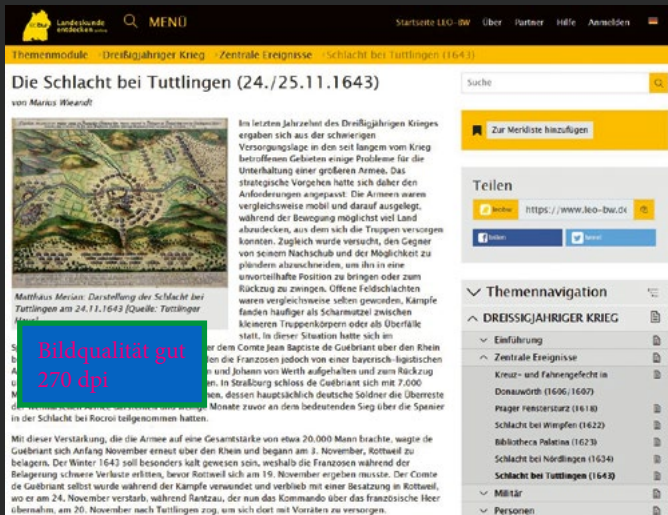 leobw Landeskunde entdecken online
MENÜ
Startseite LEO-BW Über Partner Hilfe Anmelden
Themenmodule Dreißigjähriger Krieg Zentrale Ereignisse Schlacht bei Tuttlingen (1643)
Die Schlacht bei Tuttlingen (24./25.11.1643)
von Marius Wieandt
Im letzten Jahrzehnt des Dreißigjährigen Krieges
ergaben sich aus der schwierigen
Versorgungslage in den seit langem vom Krieg
betroffenen Gebieten einige Probleme für die
Unterhaltung einer größeren Armee. Das
strategische Vorgehen hatte sich daher den
Anforderungen angepasst: Die Armeen waren
vergleichsweise mobil und darauf ausgelegt,
während der Bewegung möglichst viel Land
abzudecken, aus dem sich die Truppen versorgen
konnten. Zugleich wurde versucht, den Gegner
von seinem Nachschub und der Möglichkeit zu
plündern abzuschneiden, um ihn in eine
unvorteilhafte Position zu bringen oder zum
Rückzug zu zwingen. Offene Feldschlachten
waren vergleichsweise selten geworden, Kämpfe
fanden häufiger als Scharmützel zwischen
kleineren Truppenkörpern oder als Überfälle
statt. In dieser Situation hatte sich im
Matthäus Merian: Darstellung der Schlacht bei
Tuttlingen am 24.11.1643 [Quelle: Tuttlinger
Bildqualität gut
270 dpi
er dem Comte Jean Baptiste de Guébriant über den Rhein
den die Franzosen jedoch von einer bayerisch-ligistischen
und Johann von Werth aufgehalten und zum Rückzug
en. In Straßburg schloss de Guébriant sich mit 7.000
nen, dessen hauptsächlich deutsche Söldner die Überreste
der Weimarischen Armee darstellten und wenige Monate zuvor an dem bedeutenden Sieg über die Spanier
in der Schlacht bei Rocroi teilgenommen hatten.
Mit dieser Verstärkung, die die Armee auf eine Gesamtstärke von etwa 20.000 Mann brachte, wagte de
Guébriant sich Anfang November erneut über den Rhein und begann am 3. November, Rottweil zu
belagern. Der Winter 1643 soll besonders kalt gewesen sein, weshalb die Franzosen während der
Belagerung schwere Verluste erlitten, bevor Rottweil sich am 19. November ergeben musste. Der Comte
de Guébriant selbst wurde während der Kämpfe verwundet und verblieb mit einer Besatzung in Rottweil,
wo er am 24. November verstarb, während Rantzau, der nun das Kommando über das französische Heer
übernahm, am 20. November nach Tuttlingen zog, um sich dort mit Vorräten zu versorgen.
Suche
Zur Merkliste hinzufügen
Teilen
leobw https://www.leo-bw.de
teilen tweet
Themennavigation
DREISSIGJÄHRIGER KRIEG
Einführung
Zentrale Ereignisse
Kreuz- und Fahnengefecht in
Donauwörth (1606/1607)
Prager Fenstersturz (1618)
Schlacht bei Wimpfen (1622)
Bibliotheca Palatina (1623)
Schlacht bei Nördlingen (1634)
Schlacht bei Tuttlingen (1643)
Militär
Personen